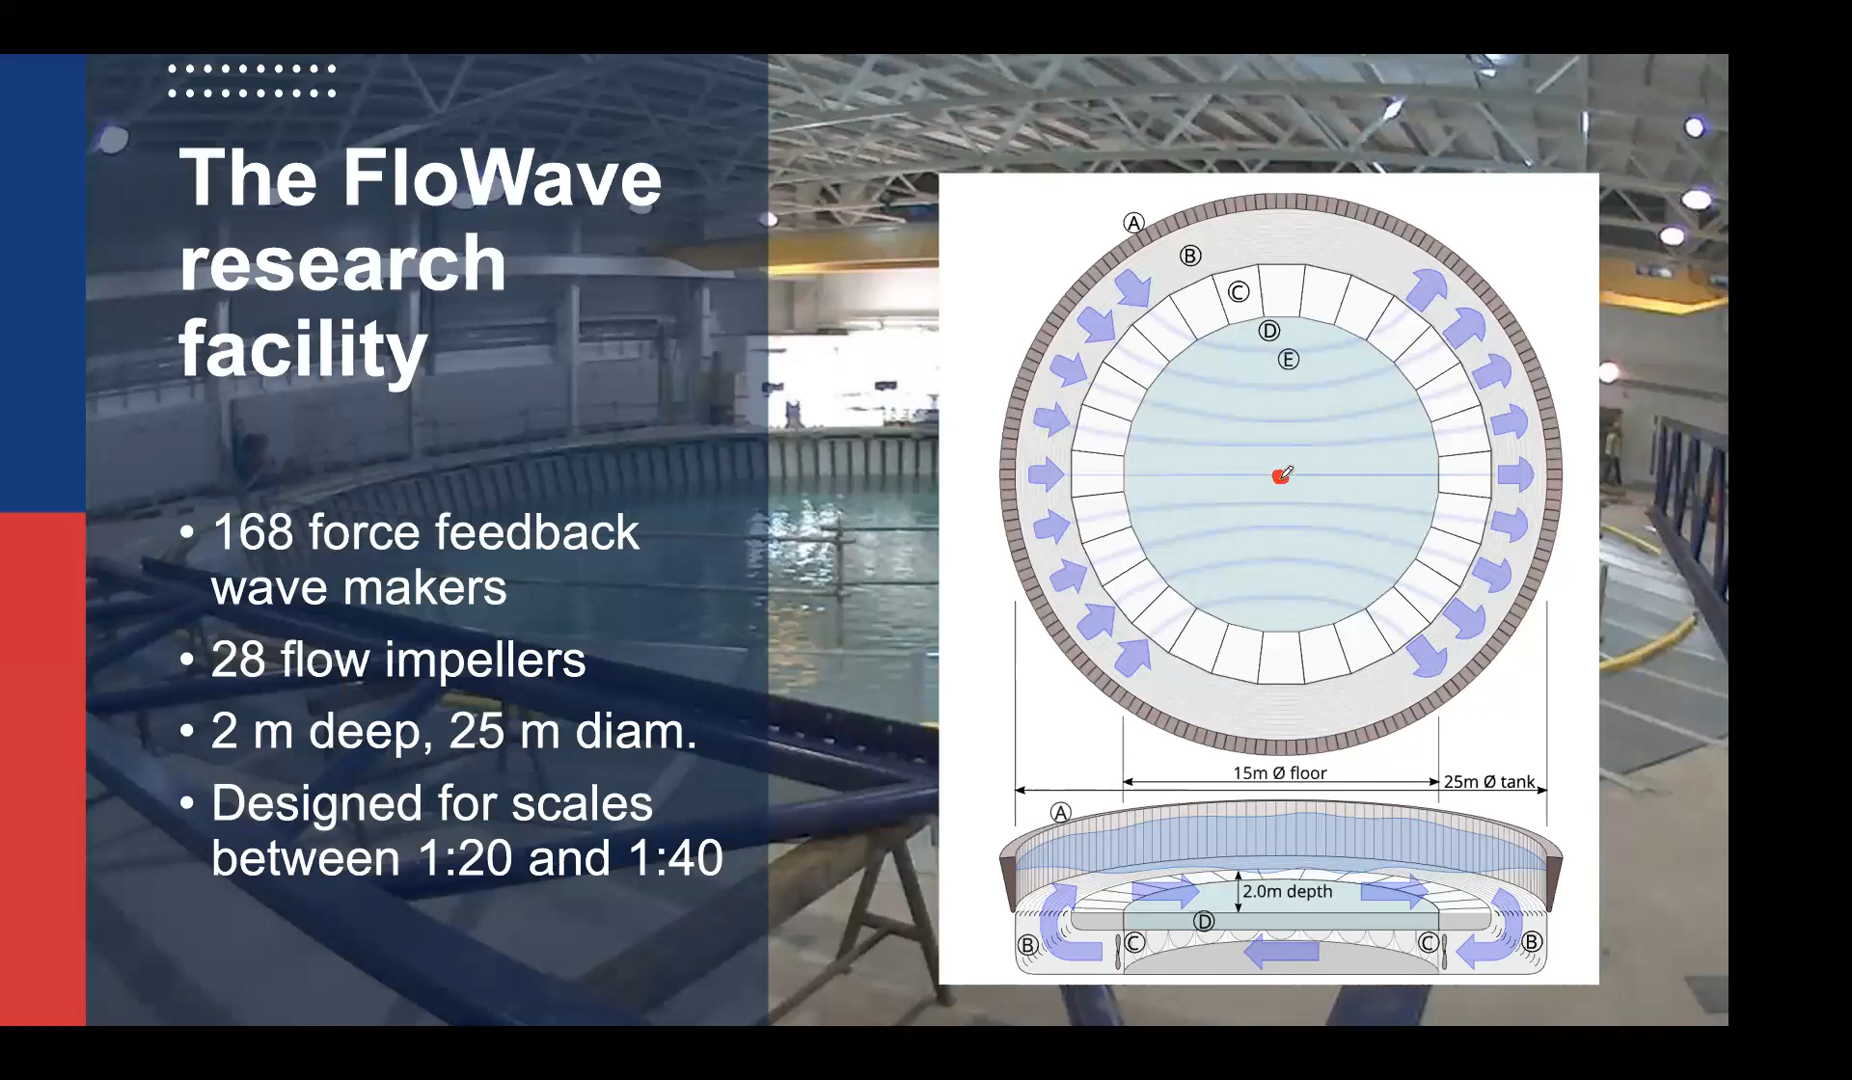 The FloWave
research
facility
• 168 force feedback
wave makers
• 28 flow impellers
• 2 m deep, 25 m diam.
• Designed for scales
between 1:20 and 1:40
A
B
C
D
E
15m Ø floor
25m Ø tank
A
2.0m depth
D
B
C
C
B